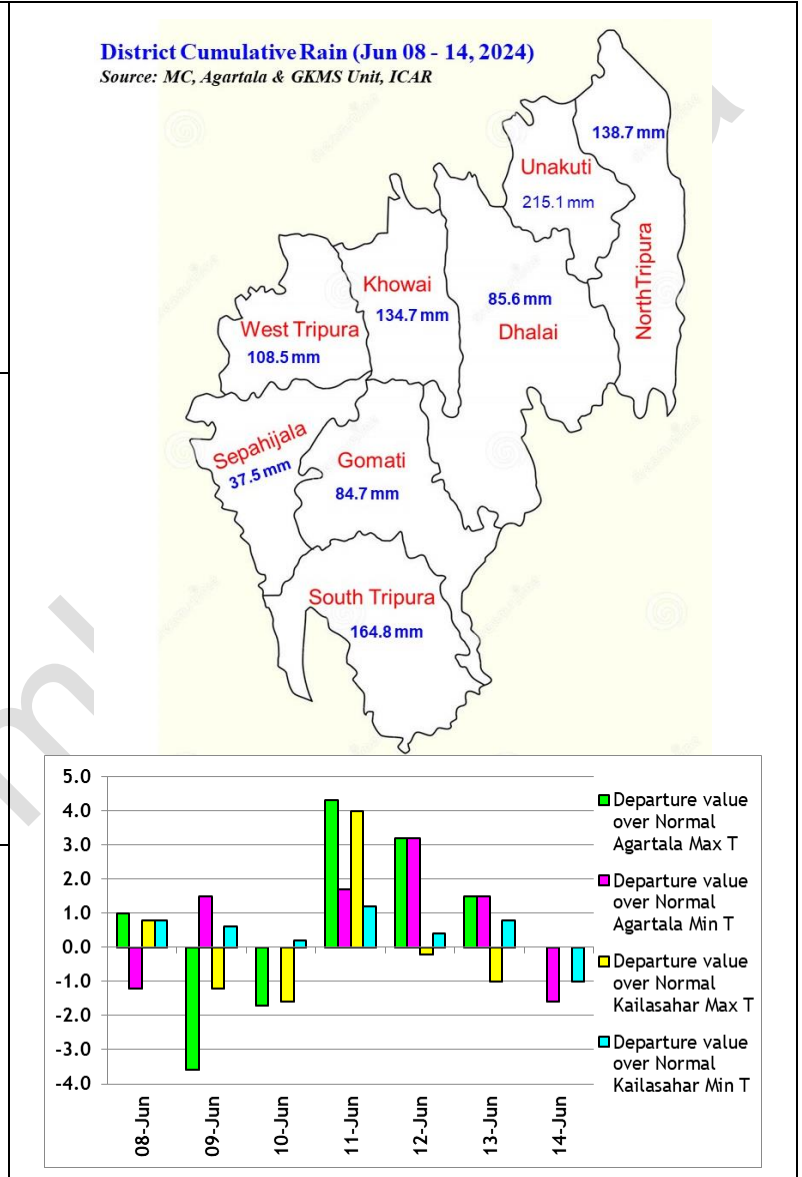 District Cumulative Rain (Jun 08 - 14, 2024)
Source: MC, Agartala & GKMS Unit, ICAR
138.7 mm
Unakuti
215.1 mm
NorthTripura
Khowai
134.7 mm
85.6 mm
Dhalai
West Tripura
108.5 mm
Sepahijala
37.5 mm
Gomati
84.7 mm
South Tripura
164.8 mm
5.0
4.0
3.0
2.0
1.0
0.0
-1.0
-2.0
-3.0
-4.0
08-Jun
09-Jun
10-Jun
11-Jun
12-Jun
13-Jun
14-Jun
Departure value
over Normal
Agartala Max T
Departure value
over Normal
Agartala Min T
Departure value
over Normal
Kailasahar Max T
Departure value
over Normal
Kailasahar Min T